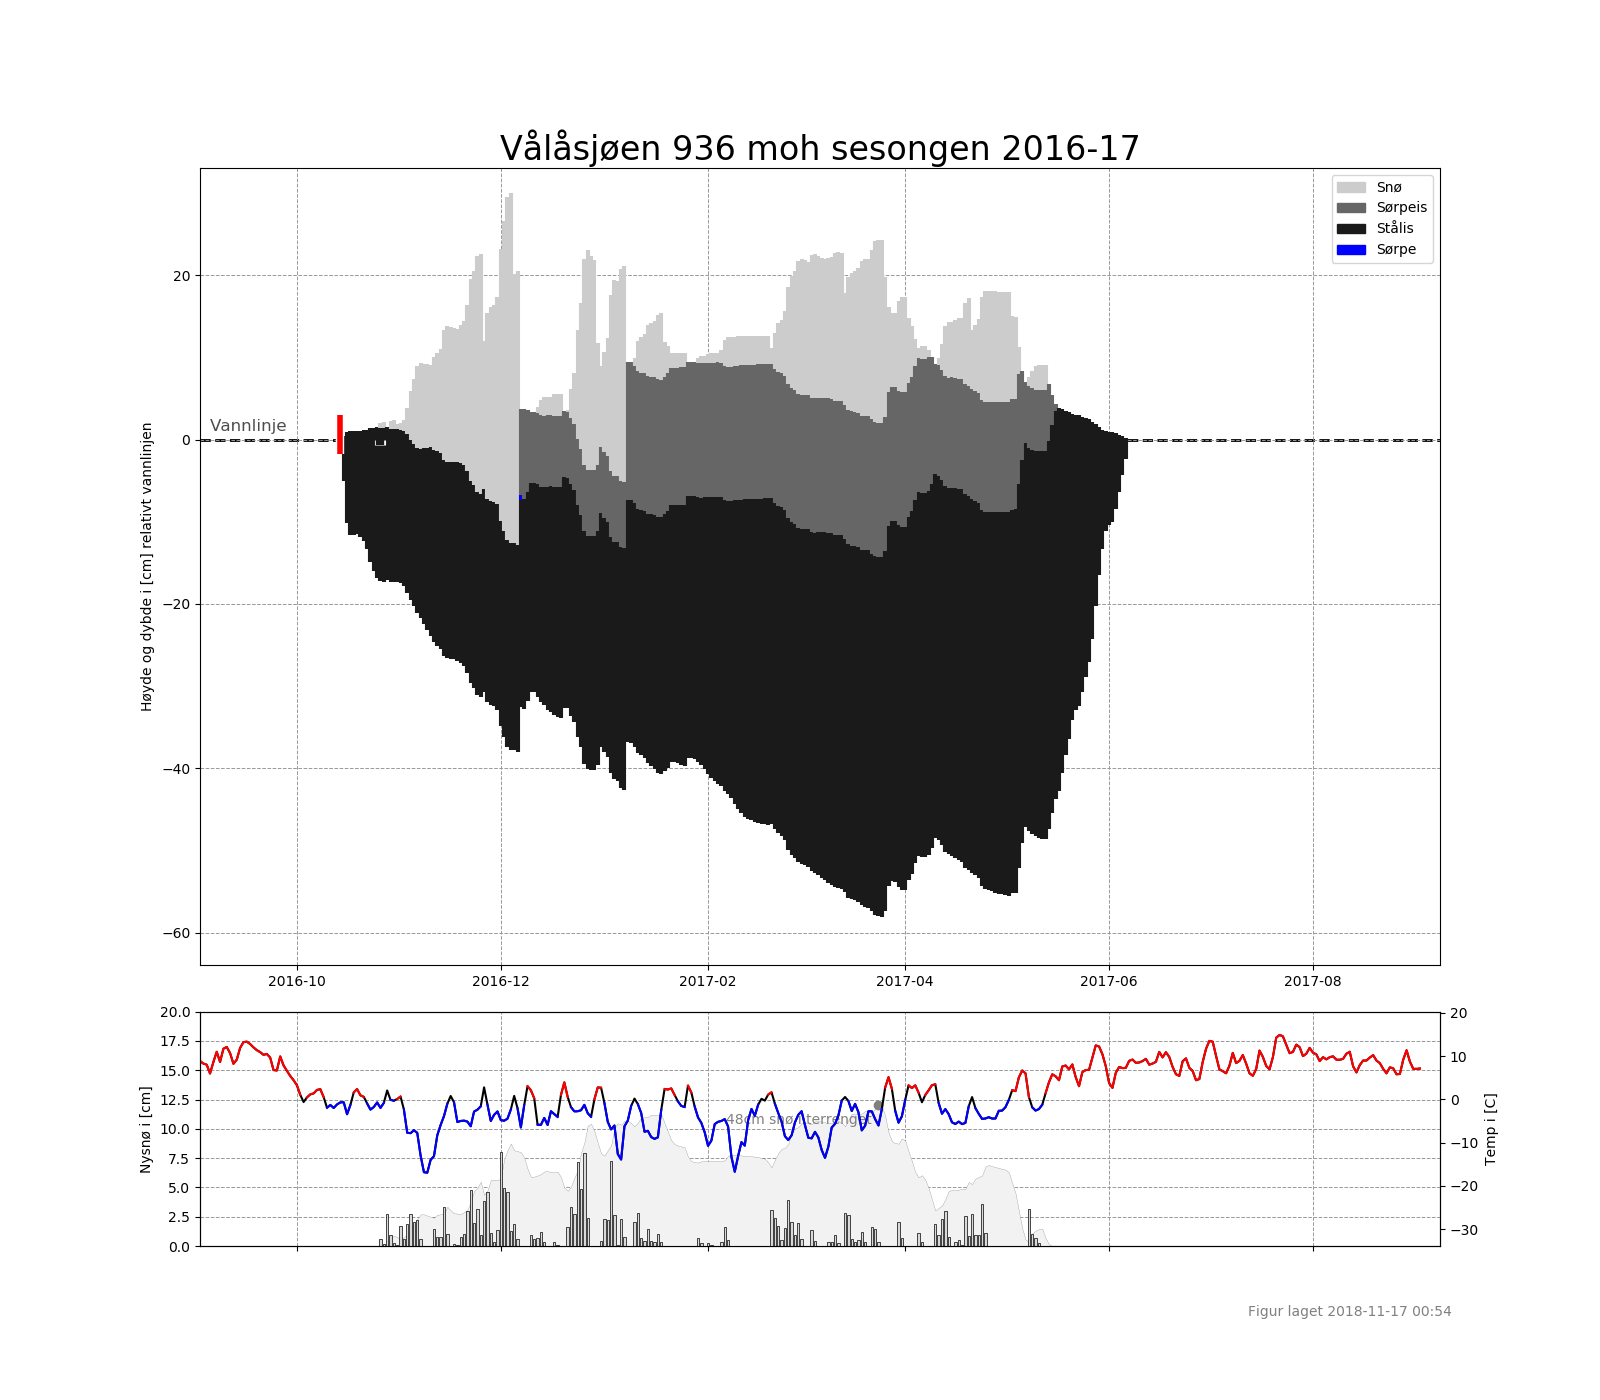 Vålåsjøen 936 moh sesongen 2016-17
Snø
Sørpeis
Stålis
Sørpe
Vannlinje
Høyde og dybde i [cm] relativt vannlinjen
20
0
−20
−40
−60
2016-10 2016-12 2017-02 2017-04 2017-06 2017-08
Nysnø i [cm]
20.0
17.5
15.0
12.5
10.0
7.5
5.0
2.5
0.0
48cm snø i terrenget
20
10
0
−10
−20
−30
Temp i [C]
Figur laget 2018-11-17 00:54